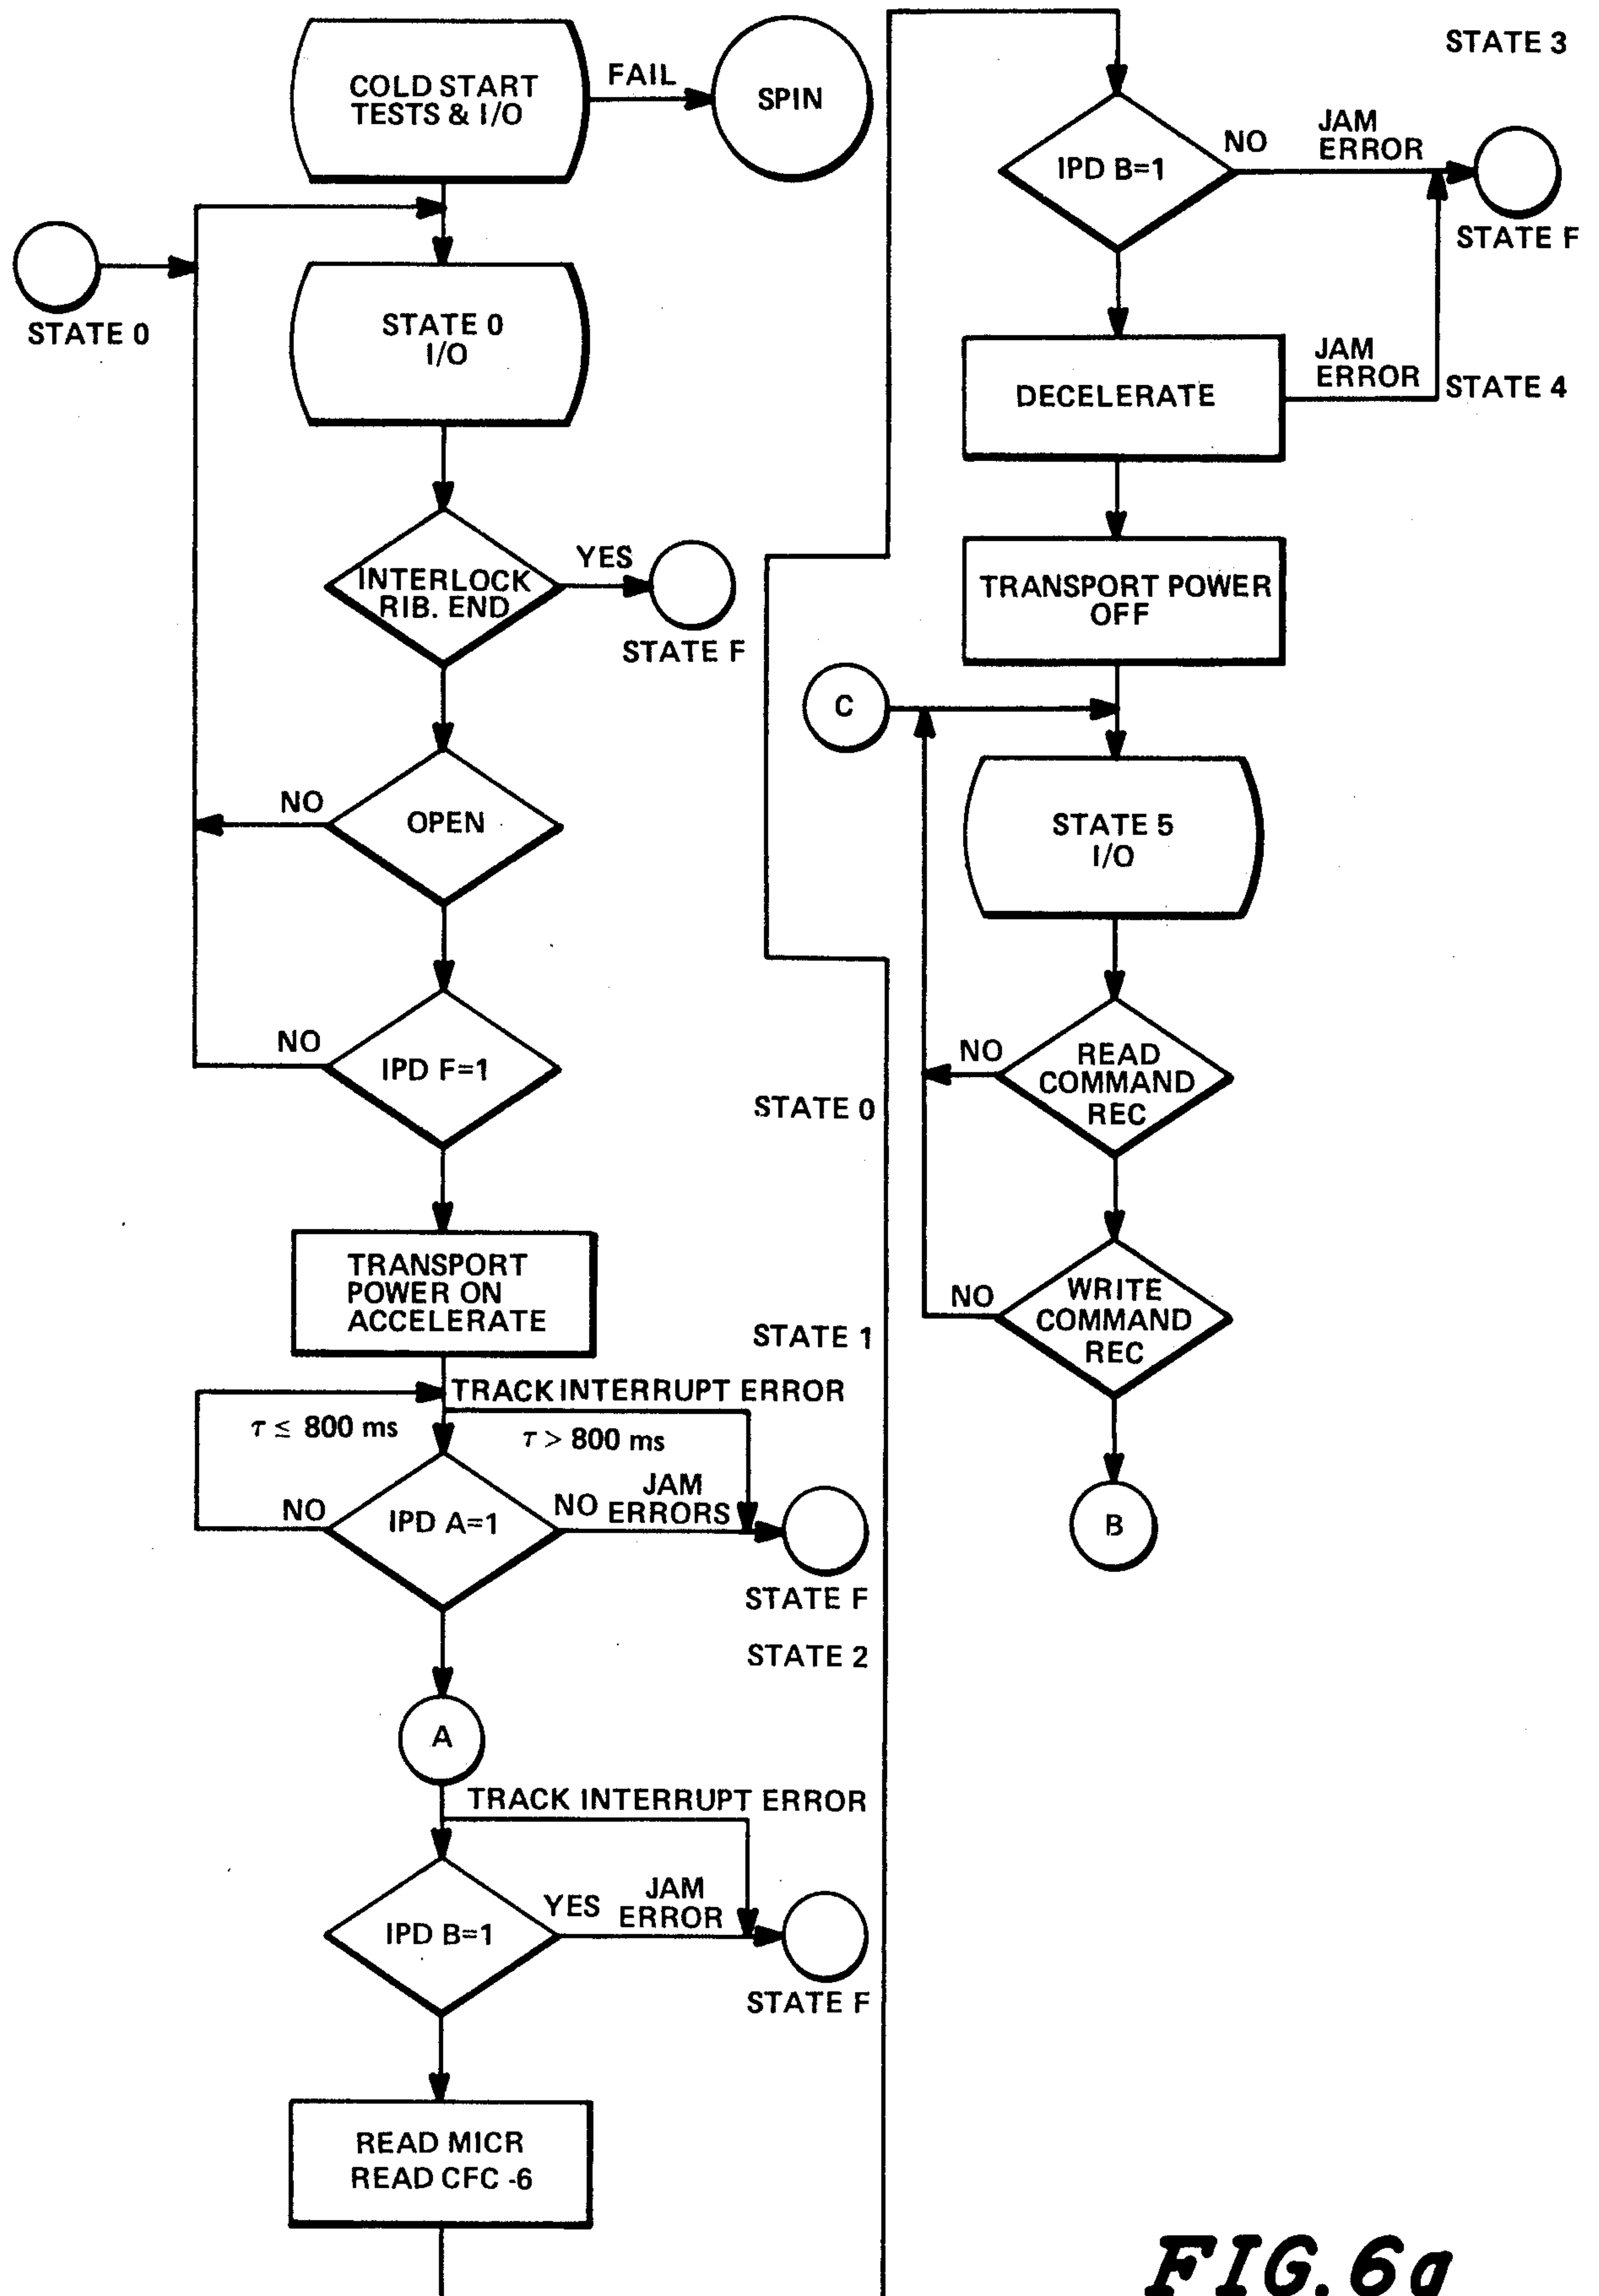 COLD START
TESTS & I/O
FAIL
SPIN
STATE 0
STATE 0
I/O
INTERLOCK
RIB. END
YES
STATE F
OPEN
NO
IPD F=1
NO
STATE 0
TRANSPORT
POWER ON
ACCELERATE
STATE 1
TRACK INTERRUPT ERROR
τ ≤ 800 ms
τ > 800 ms
NO
IPD A=1
NO
JAM
ERRORS
STATE F
STATE 2
A
TRACK INTERRUPT ERROR
IPD B=1
YES
JAM
ERROR
STATE F
READ MICR
READ CFC -6
STATE 3
IPD B=1
NO
JAM
ERROR
STATE F
DECELERATE
JAM
ERROR
STATE 4
TRANSPORT POWER
OFF
C
STATE 5
I/O
NO
READ
COMMAND
REC
NO
WRITE
COMMAND
REC
B
FIG. 6a